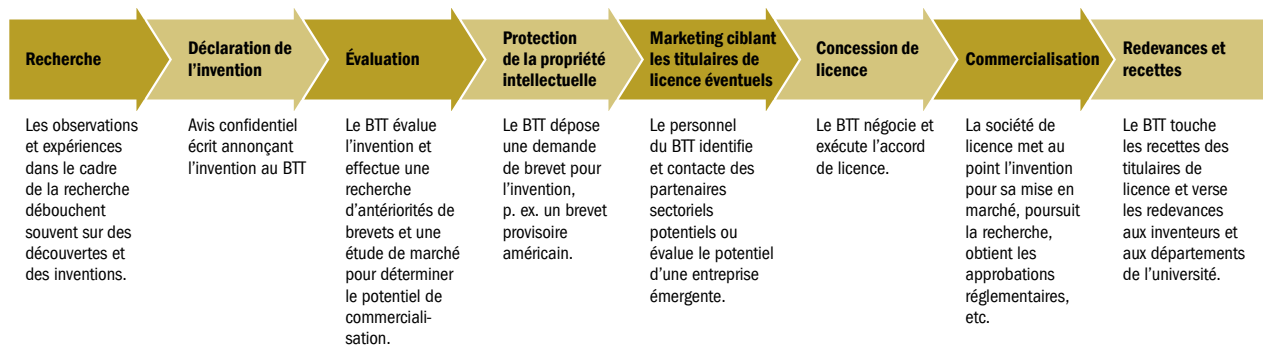 Recherche
Déclaration de
l’invention
Évaluation
Protection
de la propriété
intellectuelle
Marketing ciblant
les titulaires de
licence éventuels
Concession de
licence
Commercialisation
Redevances et
recettes
Les observations
et expériences
dans le cadre
de la recherche
débouchent
souvent sur des
découvertes et
des inventions.
Avis confidentiel
écrit annonçant
l’invention au BTT
Le BTT évalue
l’invention et
effectue une
recherche
d’antériorités de
brevets et une
étude de marché
pour déterminer
le potentiel de
commerciali-
sation.
Le BTT dépose
une demande
de brevet pour
l’invention,
p. ex. un brevet
provisoire
américain.
Le personnel
du BTT identifie
et contacte des
partenaires
sectoriels
potentiels ou
évalue le potentiel
d’une entreprise
émergente.
Le BTT négocie et
exécute l’accord
de licence.
La société de
licence met au
point l’invention
pour sa mise en
marché, poursuit
la recherche,
obtient les
approbations
réglementaires,
etc.
Le BTT touche
les recettes des
titulaires de
licence et verse
les redevances
aux inventeurs et
aux départements
de l’université.